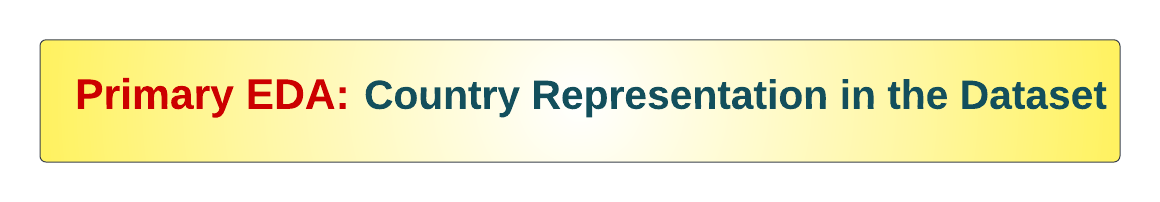 Primary EDA: Country Representation in the Dataset